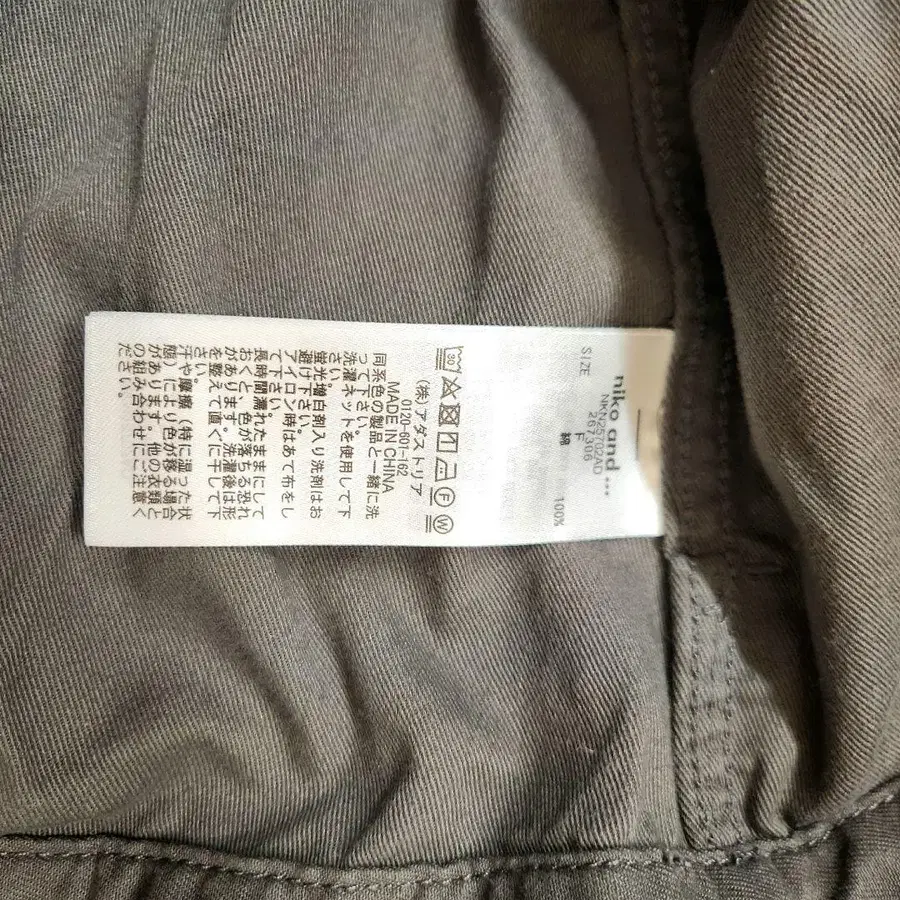 niko and ...
NKN25702AD
267306
SIZE F
綿 100%
30
F
W
(株)アダストリア
0120-601-162
MADE IN CHINA
同系色の製品と一緒に洗
って下さい。
洗濯ネットを使用して下
さい。
蛍光増白剤入り洗剤はお
避け下さい。
アイロン時はあて布をし
て下さい。
長時間濡れたままにして
おくと、色が落ちる恐れ
があります。洗濯後は形
を整えて直ぐに干して下
さい。
汗や摩擦(特に湿った状
態)により色が移る場合
があります。他の衣類と
の組み合わせにご注意く
ださい。